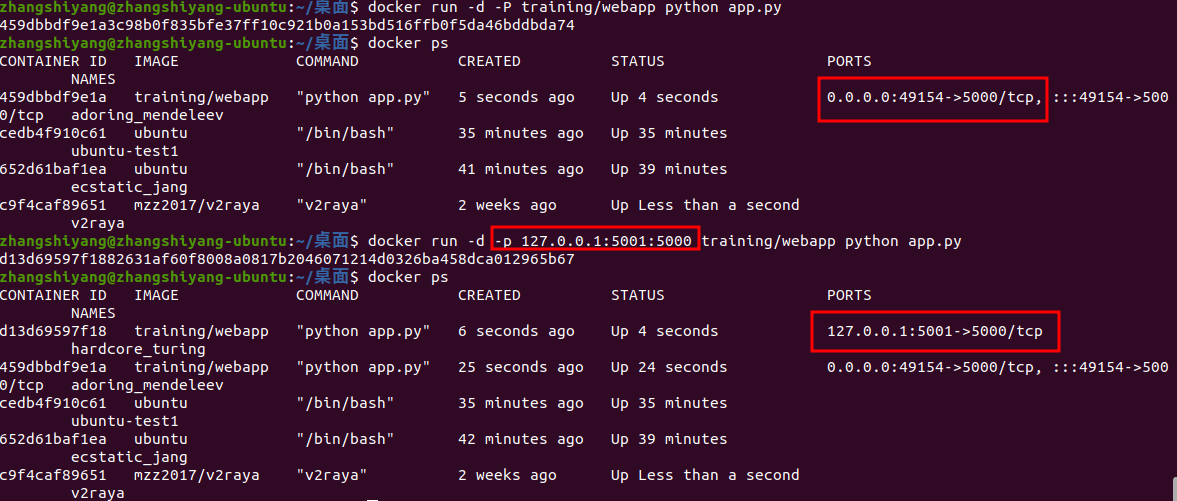 zhangshiyang@zhangshiyang-ubuntu:~/桌面$ docker run -d -P training/webapp python app.py
459dbbdf9e1a3c98b0f835bfe37ff10c921b0a153bd516ffb0f5da46bddbda74
zhangshiyang@zhangshiyang-ubuntu:~/桌面$ docker ps
CONTAINER ID   IMAGE             COMMAND           CREATED          STATUS                  PORTS
        NAMES
459dbbdf9e1a   training/webapp   "python app.py"   5 seconds ago    Up 4 seconds            0.0.0.0:49154->5000/tcp, :::49154->500
0/tcp   adoring_mendeleev
cedb4f910c61   ubuntu            "/bin/bash"       35 minutes ago   Up 35 minutes
        ubuntu-test1
652d61baf1ea   ubuntu            "/bin/bash"       41 minutes ago   Up 39 minutes
        ecstatic_jang
c9f4caf89651   mzz2017/v2raya    "v2raya"          2 weeks ago      Up Less than a second
        v2raya
zhangshiyang@zhangshiyang-ubuntu:~/桌面$ docker run -d -p 127.0.0.1:5001:5000 training/webapp python app.py
d13d69597f1882631af60f8008a0817b2046071214d0326ba458dca012965b67
zhangshiyang@zhangshiyang-ubuntu:~/桌面$ docker ps
CONTAINER ID   IMAGE             COMMAND           CREATED          STATUS                  PORTS
        NAMES
d13d69597f18   training/webapp   "python app.py"   6 seconds ago    Up 4 seconds            127.0.0.1:5001->5000/tcp
        hardcore_turing
459dbbdf9e1a   training/webapp   "python app.py"   25 seconds ago   Up 24 seconds           0.0.0.0:49154->5000/tcp, :::49154->500
0/tcp   adoring_mendeleev
cedb4f910c61   ubuntu            "/bin/bash"       35 minutes ago   Up 35 minutes
        ubuntu-test1
652d61baf1ea   ubuntu            "/bin/bash"       42 minutes ago   Up 39 minutes
        ecstatic_jang
c9f4caf89651   mzz2017/v2raya    "v2raya"          2 weeks ago      Up Less than a second
        v2raya